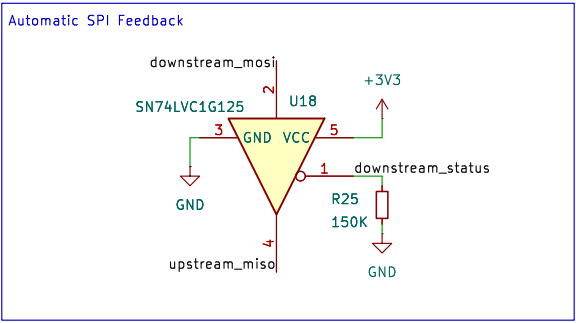 Automatic SPI Feedback
downstream_mosi
+3V3
2
U18
SN74LVC1G125
3
GND
VCC
5
1
downstream_status
GND
R25
150K
4
upstream_miso
GND